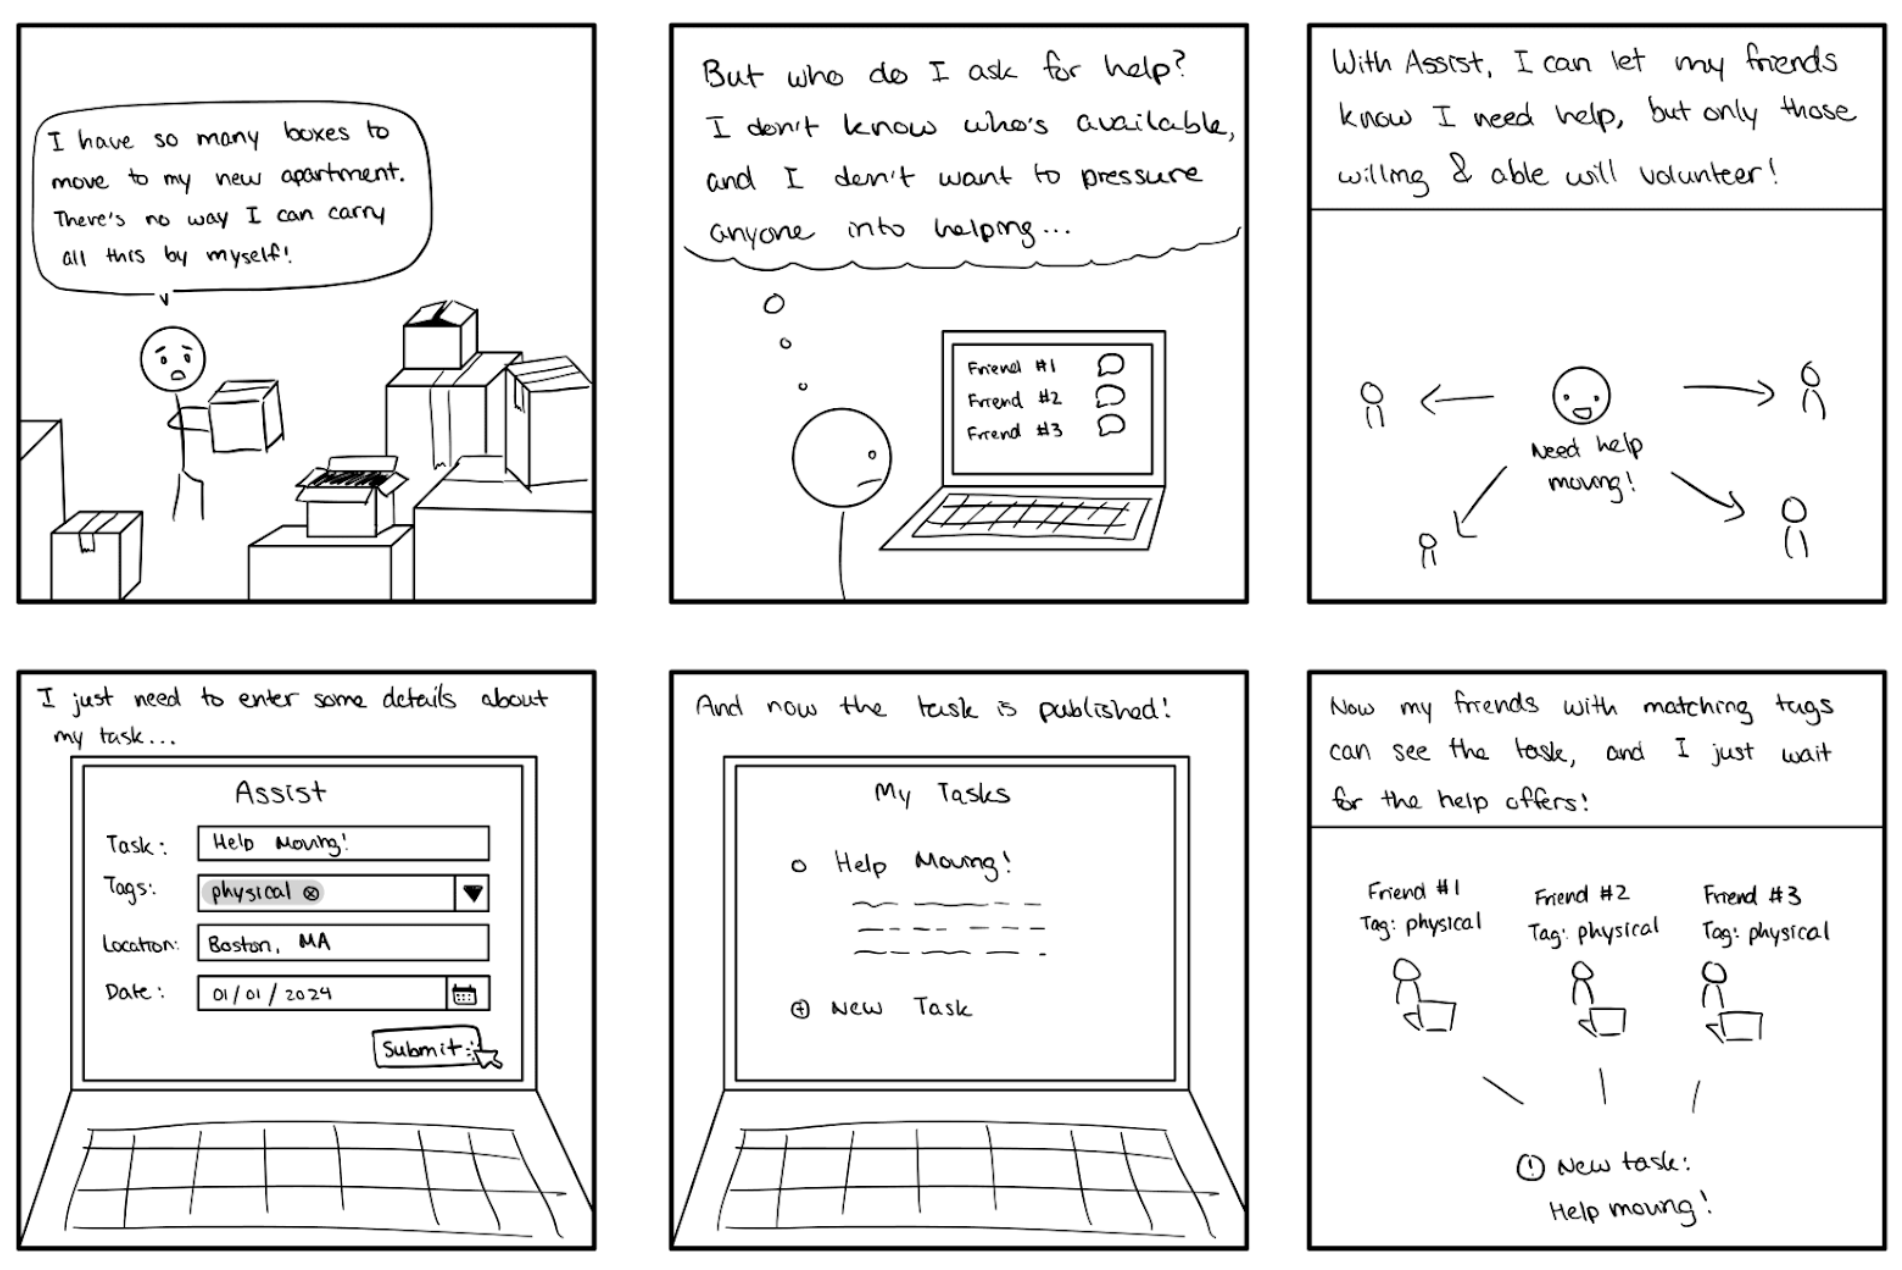 I have so many boxes to
move to my new apartment.
There's no way I can carry
all this by myself!
But who do I ask for help?
I don't know who's available,
and I don't want to pressure
anyone into helping...
Friend #1
Friend #2
Friend #3
With Assist, I can let my friends
know I need help, but only those
willing & able will volunteer!
Need help
moving!
I just need to enter some details about
my task...
Assist
Task: Help Moving!
Tags: physical ⊗
Location: Boston, MA
Date: 01/01/2024
Submit
And now the task is published!
My Tasks
Help Moving!
⊕ New Task
Now my friends with matching tags
can see the task, and I just wait
for the help offers!
Friend #1
Tag: physical
Friend #2
Tag: physical
Friend #3
Tag: physical
! New task:
Help moving!